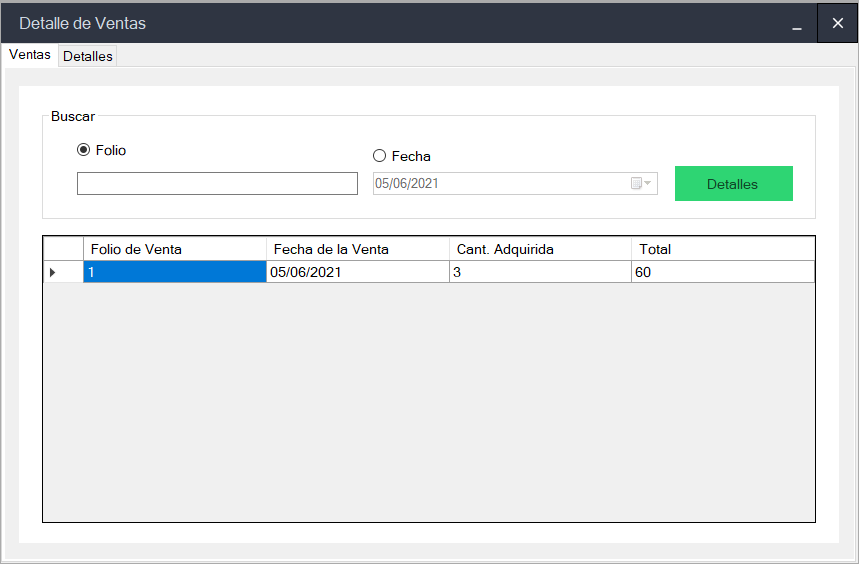 Detalle de Ventas
Ventas Detalles
Buscar
Folio
Fecha
05/06/2021
Detalles
Folio de Venta Fecha de la Venta Cant. Adquirida Total
1 05/06/2021 3 60